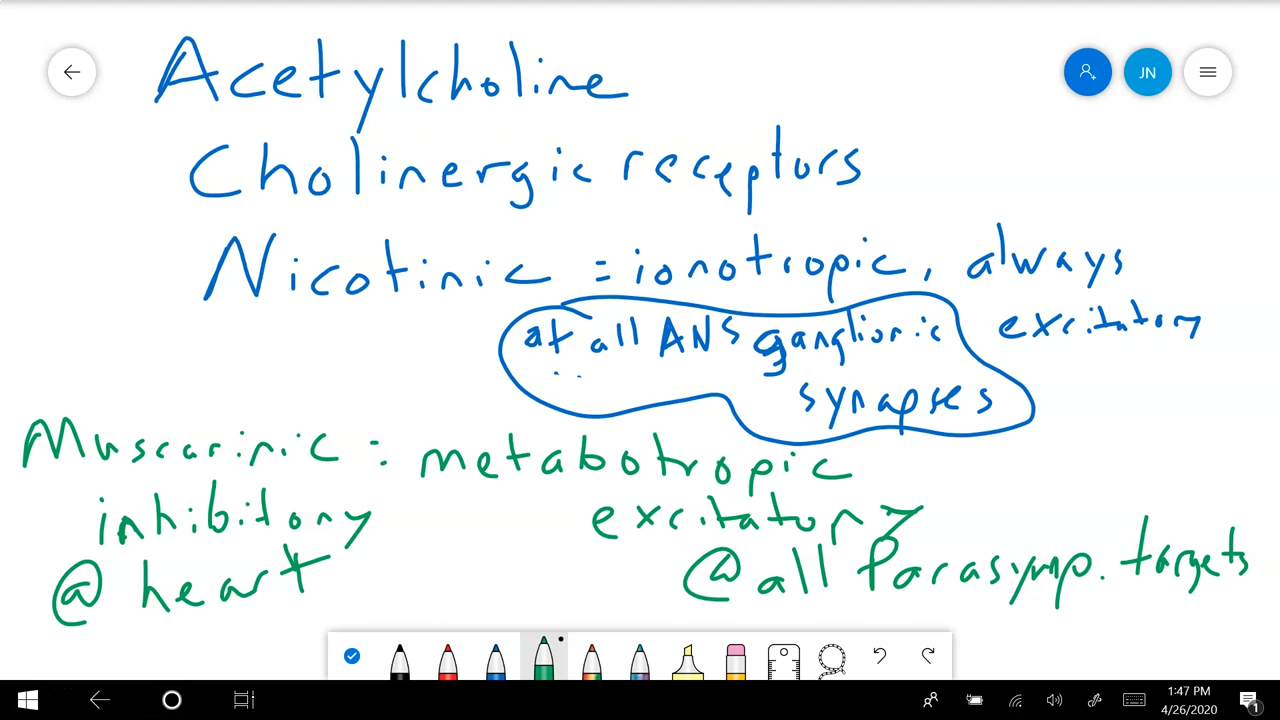 Acetylcholine
JN
Cholinergic receptors
Nicotinic = ionotropic, always
excitatory
at all ANS ganglionic
synapses
Muscarinic : metabotropic
inhibitory excitatory
@ heart @ all Parasymp. targets
1:47 PM
4/26/2020
1